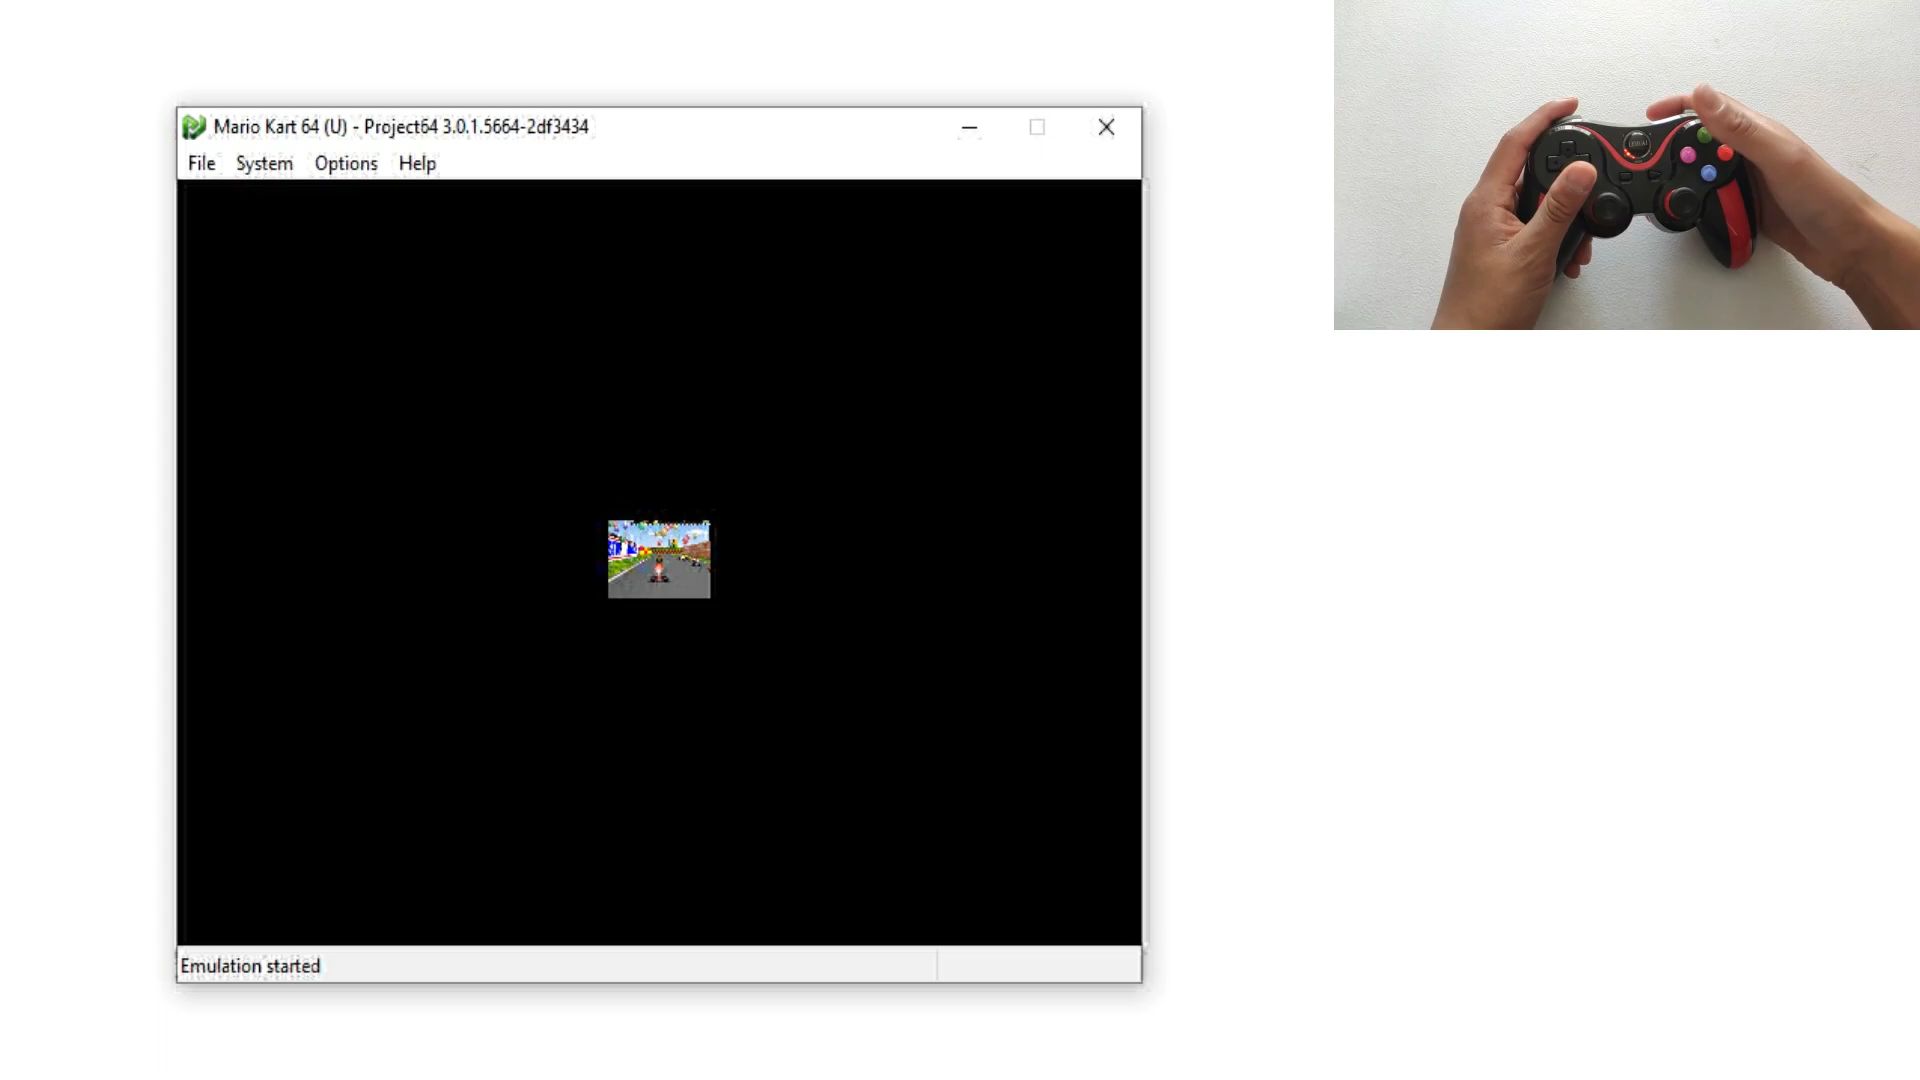 Mario Kart 64 (U) - Project64 3.0.1.5664-2df3434
File System Options Help
Emulation started